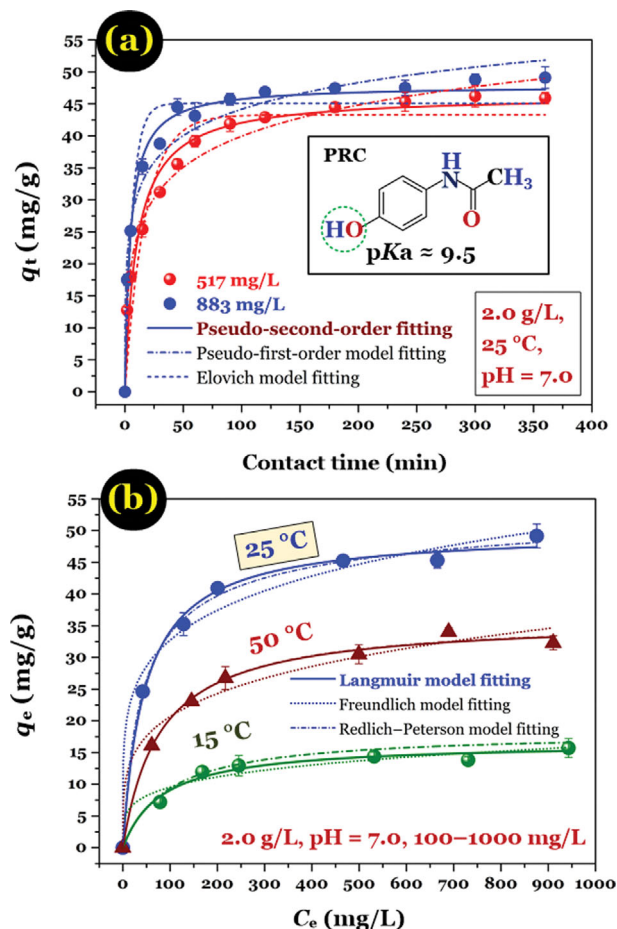 (a)
55
50
45
40
35
30
25
20
15
10
5
0
qt (mg/g)
PRC
H
N
CH3
O
HO
pKa ≈ 9.5
517 mg/L
883 mg/L
Pseudo-second-order fitting
Pseudo-first-order model fitting
Elovich model fitting
2.0 g/L,
25 °C,
pH = 7.0
0 50 100 150 200 250 300 350 400
Contact time (min)
(b)
55
50
45
40
35
30
25
20
15
10
5
0
qe (mg/g)
25 °C
50 °C
Langmuir model fitting
Freundlich model fitting
Redlich–Peterson model fitting
15 °C
2.0 g/L, pH = 7.0, 100–1000 mg/L
0 100 200 300 400 500 600 700 800 900 1000
Ce (mg/L)